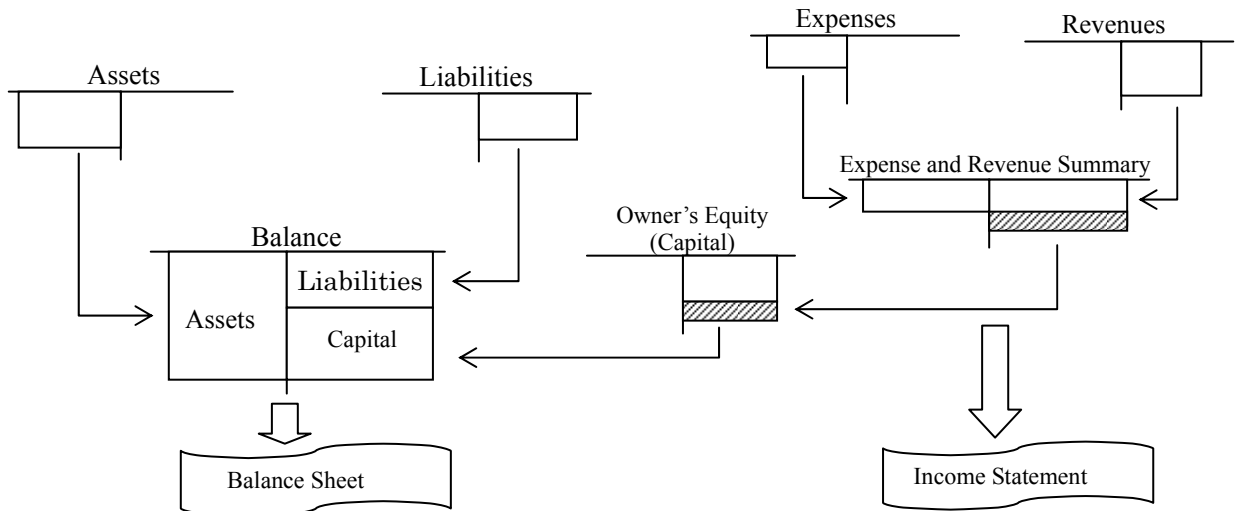 Expenses
Revenues
Assets
Liabilities
Expense and Revenue Summary
Owner’s Equity
(Capital)
Balance
Liabilities
Assets
Capital
Balance Sheet
Income Statement